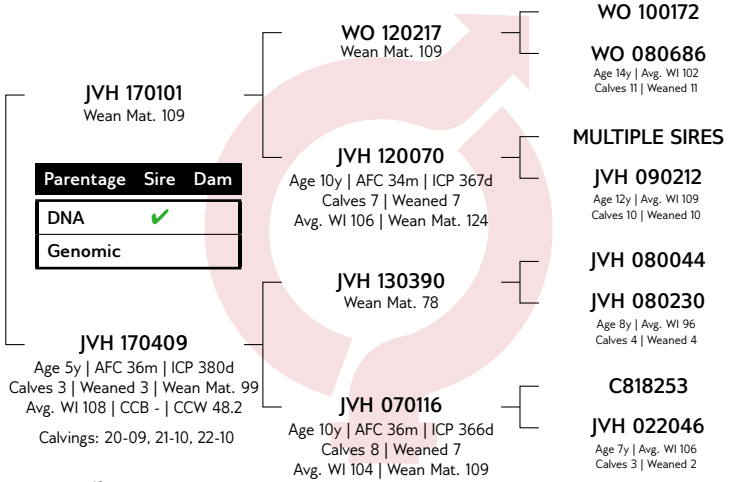 WO 100172
WO 120217
Wean Mat. 109
WO 080686
Age 14y | Avg. WI 102
Calves 11 | Weaned 11
JVH 170101
Wean Mat. 109
MULTIPLE SIRES
JVH 120070
Age 10y | AFC 34m | ICP 367d
Calves 7 | Weaned 7
Avg. WI 106 | Wean Mat. 124
JVH 090212
Age 12y | Avg. WI 109
Calves 10 | Weaned 10
Parentage Sire Dam
DNA ✔
Genomic
JVH 080044
JVH 130390
Wean Mat. 78
JVH 080230
Age 8y | Avg. WI 96
Calves 4 | Weaned 4
JVH 170409
Age 5y | AFC 36m | ICP 380d
Calves 3 | Weaned 3 | Wean Mat. 99
Avg. WI 108 | CCB - | CCW 48.2
Calvings: 20-09, 21-10, 22-10
C818253
JVH 070116
Age 10y | AFC 36m | ICP 366d
Calves 8 | Weaned 7
Avg. WI 104 | Wean Mat. 109
JVH 022046
Age 7y | Avg. WI 106
Calves 3 | Weaned 2